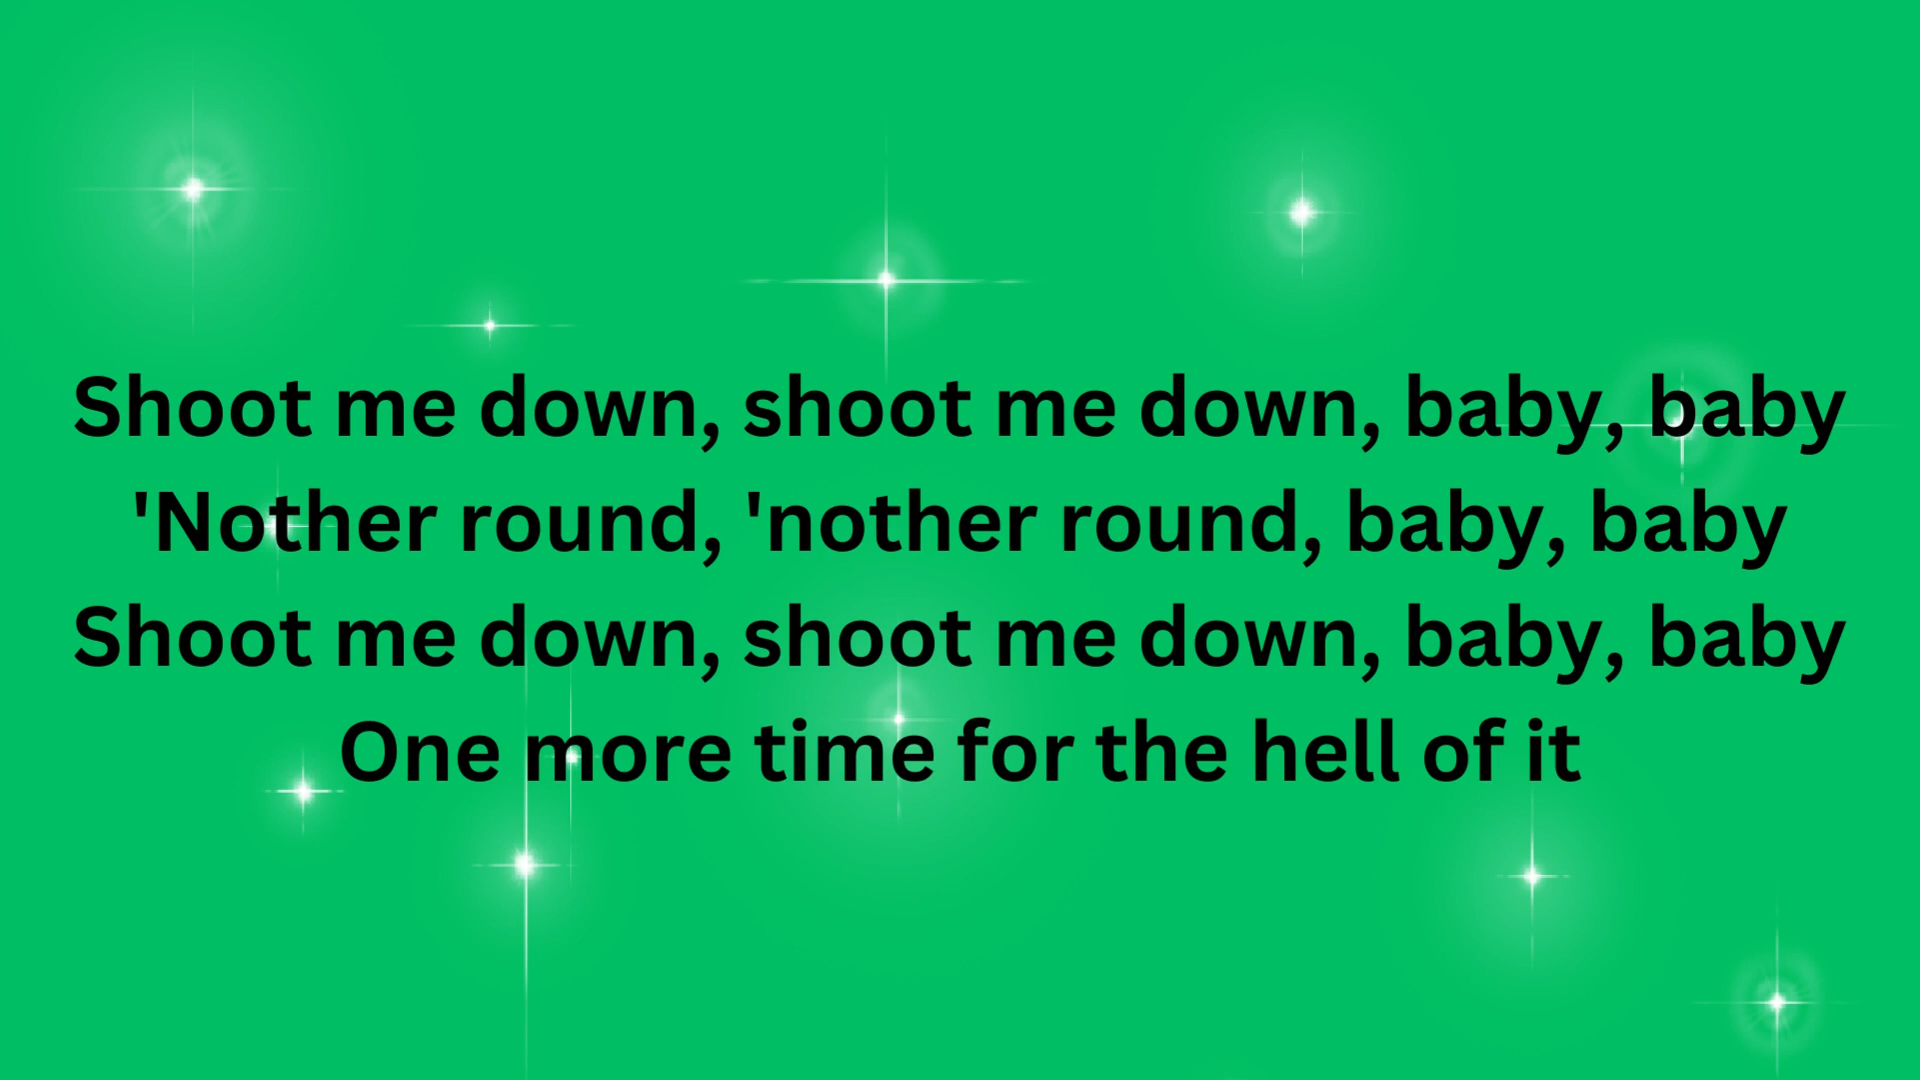 Shoot me down, shoot me down, baby, baby
'Nother round, 'nother round, baby, baby
Shoot me down, shoot me down, baby, baby
One more time for the hell of it